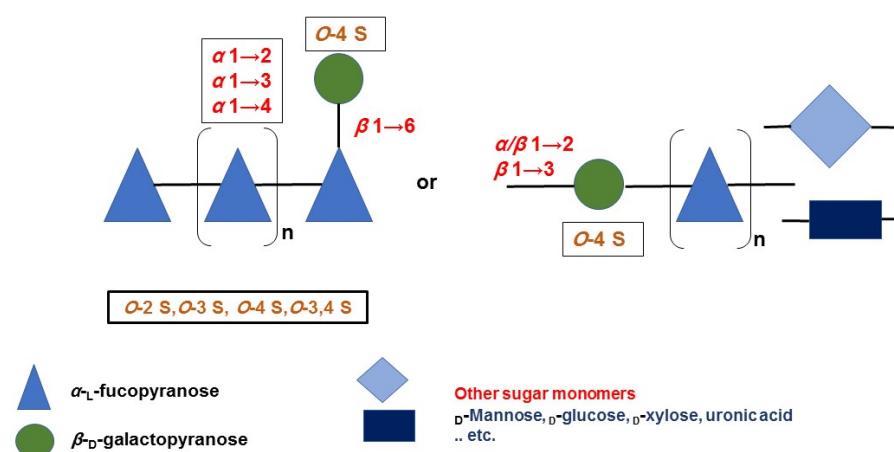 O-4 S
α 1→2
α 1→3
α 1→4
β 1→6
n
or
α/β 1→2
β 1→3
O-4 S
n
O-2 S,O-3 S, O-4 S,O-3,4 S
α-L-fucopyranose
β-D-galactopyranose
Other sugar monomers
D-Mannose, D-glucose, D-xylose, uronic acid
.. etc.